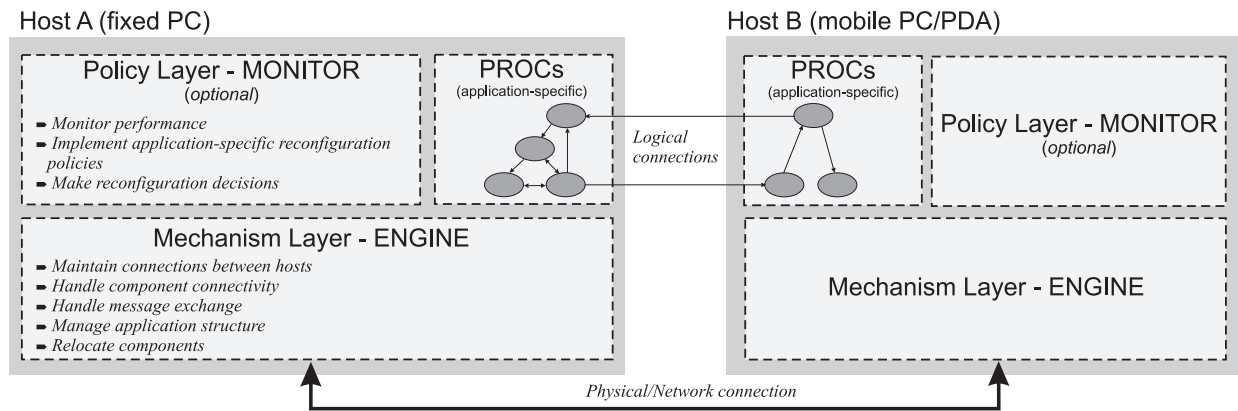 Host A (fixed PC)
Policy Layer - MONITOR
(optional)
➨ Monitor performance
➨ Implement application-specific reconfiguration
policies
➨ Make reconfiguration decisions
PROCs
(application-specific)
Mechanism Layer - ENGINE
➨ Maintain connections between hosts
➨ Handle component connectivity
➨ Handle message exchange
➨ Manage application structure
➨ Relocate components
Logical
connections
Host B (mobile PC/PDA)
PROCs
(application-specific)
Policy Layer - MONITOR
(optional)
Mechanism Layer - ENGINE
Physical/Network connection